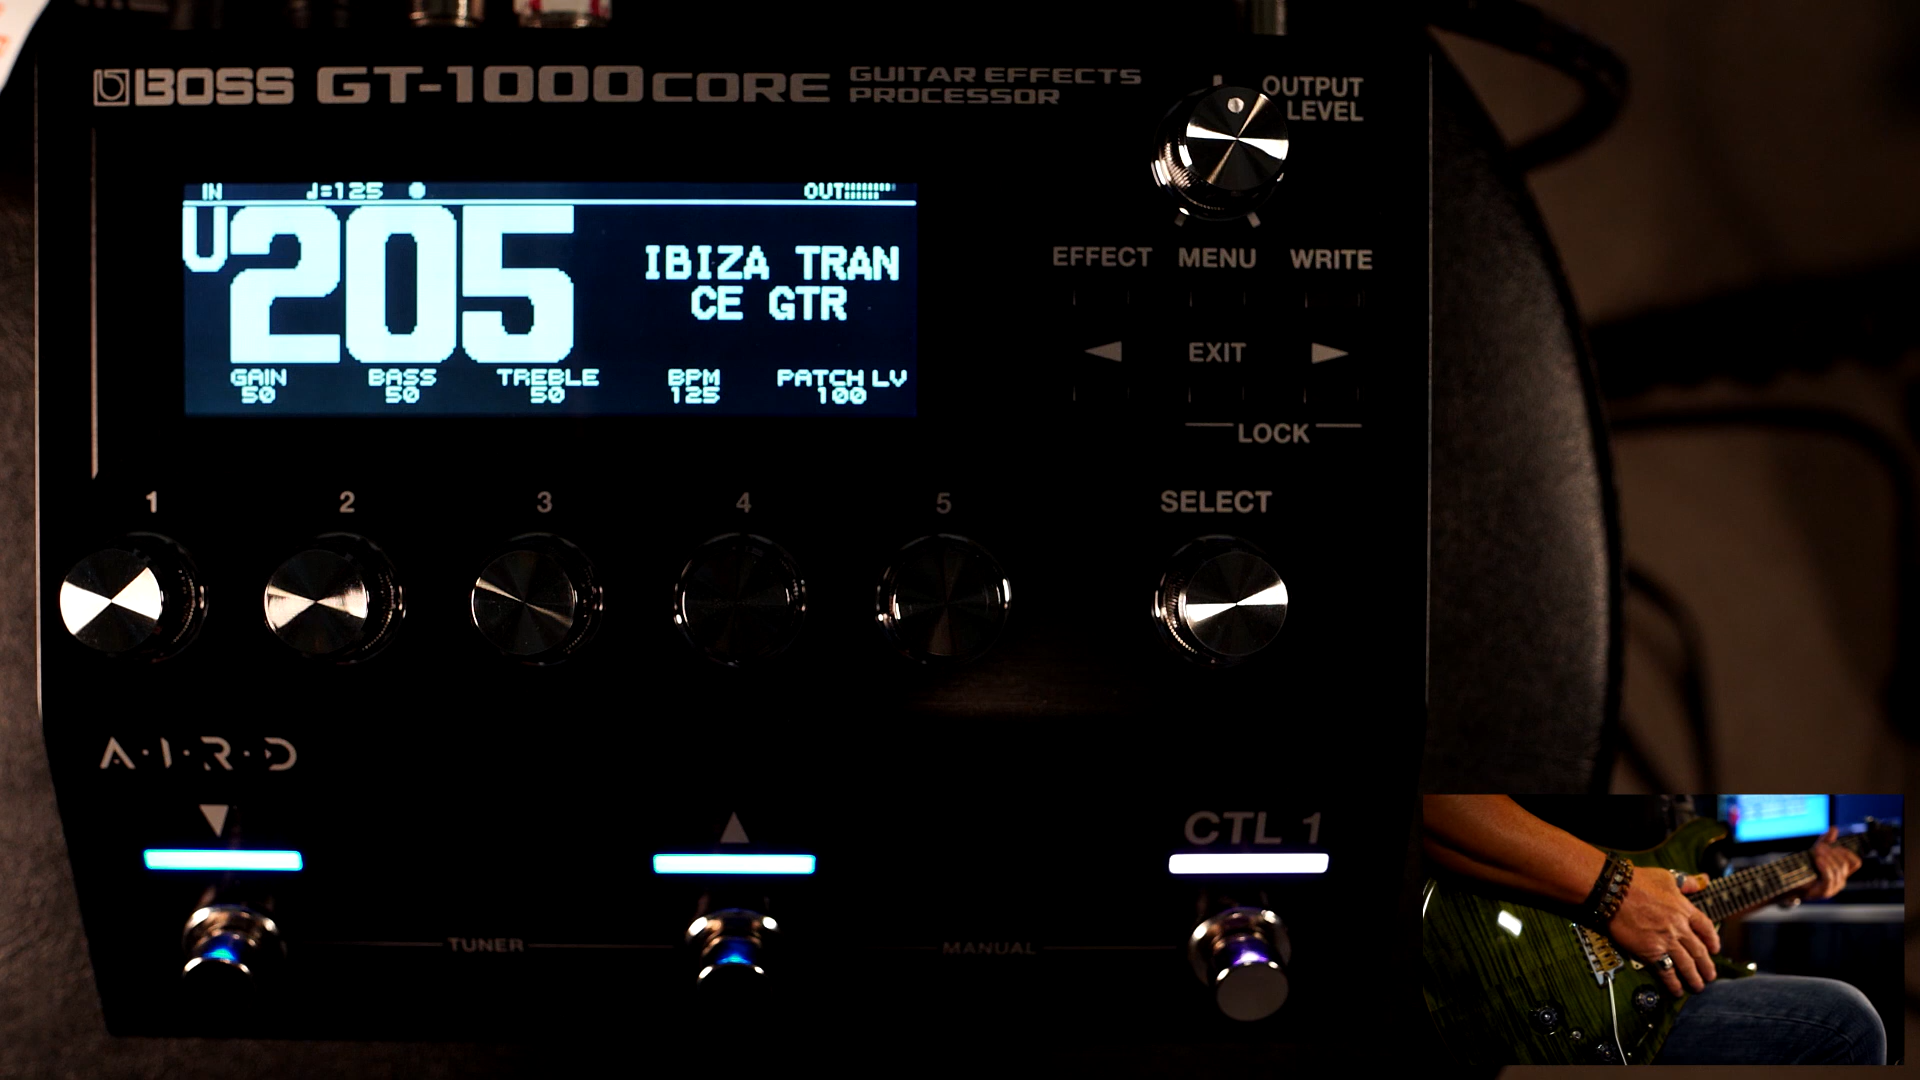 BOSS GT-1000CORE GUITAR EFFECTS PROCESSOR
OUTPUT LEVEL
IN ♩=125 OUT
U205
IBIZA TRAN
CE GTR
GAIN BASS TREBLE BPM PATCH LV
50 50 50 125 100
EFFECT MENU WRITE
EXIT
LOCK
1 2 3 4 5 SELECT
A·I·R·D
CTL 1
TUNER MANUAL